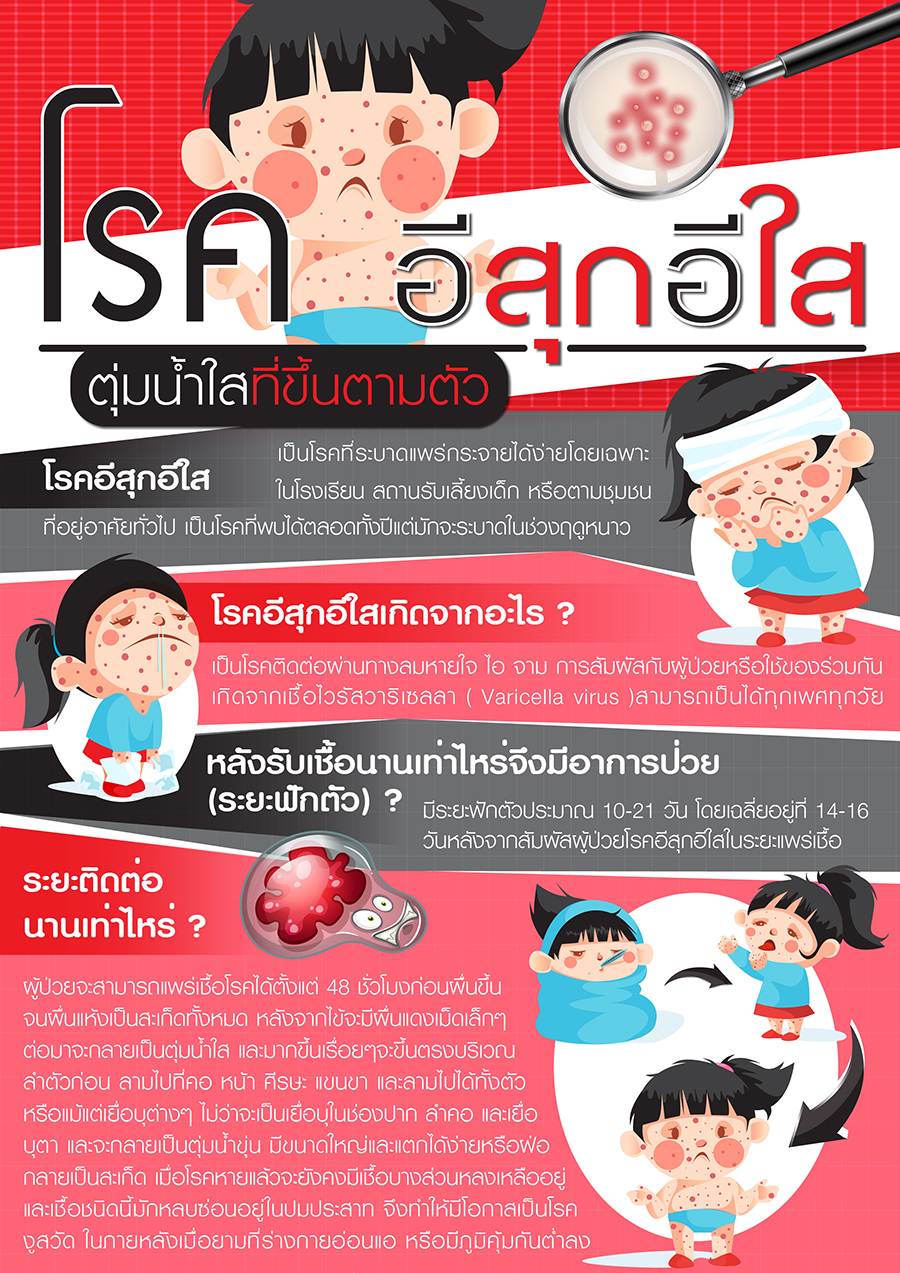 โรค อีสุกอีใส
ตุ่มน้ำใสที่ขึ้นตามตัว
โรคอีสุกอีใส
เป็นโรคที่ระบาดแพร่กระจายได้ง่ายโดยเฉพาะ
ในโรงเรียน สถานรับเลี้ยงเด็ก หรือตามชุมชน
ที่อยู่อาศัยทั่วไป เป็นโรคที่พบได้ตลอดทั้งปีแต่มักจะระบาดในช่วงฤดูหนาว
โรคอีสุกอีใสเกิดจากอะไร ?
เป็นโรคติดต่อผ่านทางลมหายใจ ไอ จาม การสัมผัสกับผู้ป่วยหรือใช้ของร่วมกัน
เกิดจากเชื้อไวรัสวาริเซลลา ( Varicella virus )สามารถเป็นได้ทุกเพศทุกวัย
หลังรับเชื้อนานเท่าไหร่จึงมีอาการป่วย
(ระยะฟักตัว) ?
มีระยะฟักตัวประมาณ 10-21 วัน โดยเฉลี่ยอยู่ที่ 14-16
วันหลังจากสัมผัสผู้ป่วยโรคอีสุกอีใสในระยะแพร่เชื้อ
ระยะติดต่อ
นานเท่าไหร่ ?
ผู้ป่วยจะสามารถแพร่เชื้อโรคได้ตั้งแต่ 48 ชั่วโมงก่อนผื่นขึ้น
จนผื่นแห้งเป็นสะเก็ดทั้งหมด หลังจากไข้จะมีผื่นแดงเม็ดเล็กๆ
ต่อมาจะกลายเป็นตุ่มน้ำใส และมากขึ้นเรื่อยๆจะขึ้นตรงบริเวณ
ลำตัวก่อน ลามไปที่คอ หน้า ศีรษะ แขนขา และลามไปได้ทั้งตัว
หรือแม้แต่เยื่อบุต่างๆ ไม่ว่าจะเป็นเยื่อบุในช่องปาก ลำคอ และเยื่อ
บุตา และจะกลายเป็นตุ่มน้ำขุ่น มีขนาดใหญ่และแตกได้ง่ายหรือฝ่อ
กลายเป็นสะเก็ด เมื่อโรคหายแล้วจะยังคงมีเชื้อบางส่วนหลงเหลืออยู่
และเชื้อชนิดนี้มักหลบซ่อนอยู่ในปมประสาท จึงทำให้มีโอกาสเป็นโรค
งูสวัด ในภายหลังเมื่อยามที่ร่างกายอ่อนแอ หรือมีภูมิคุ้มกันต่ำลง